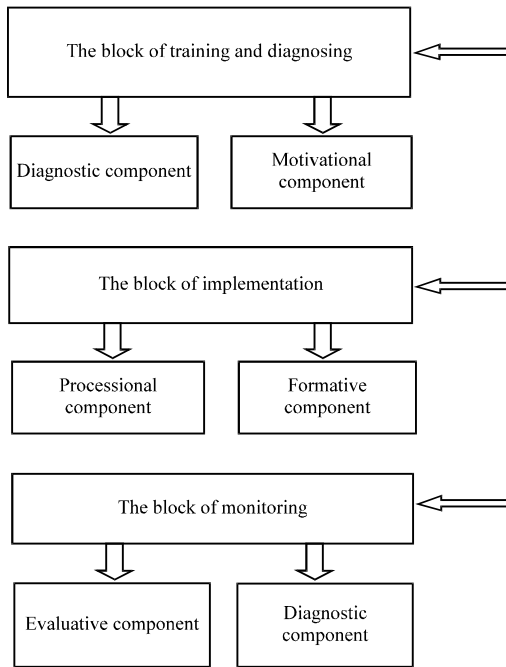 The block of training and diagnosing
Diagnostic component
Motivational
component
The block of implementation
Processional
component
Formative
component
The block of monitoring
Evaluative component
Diagnostic
component